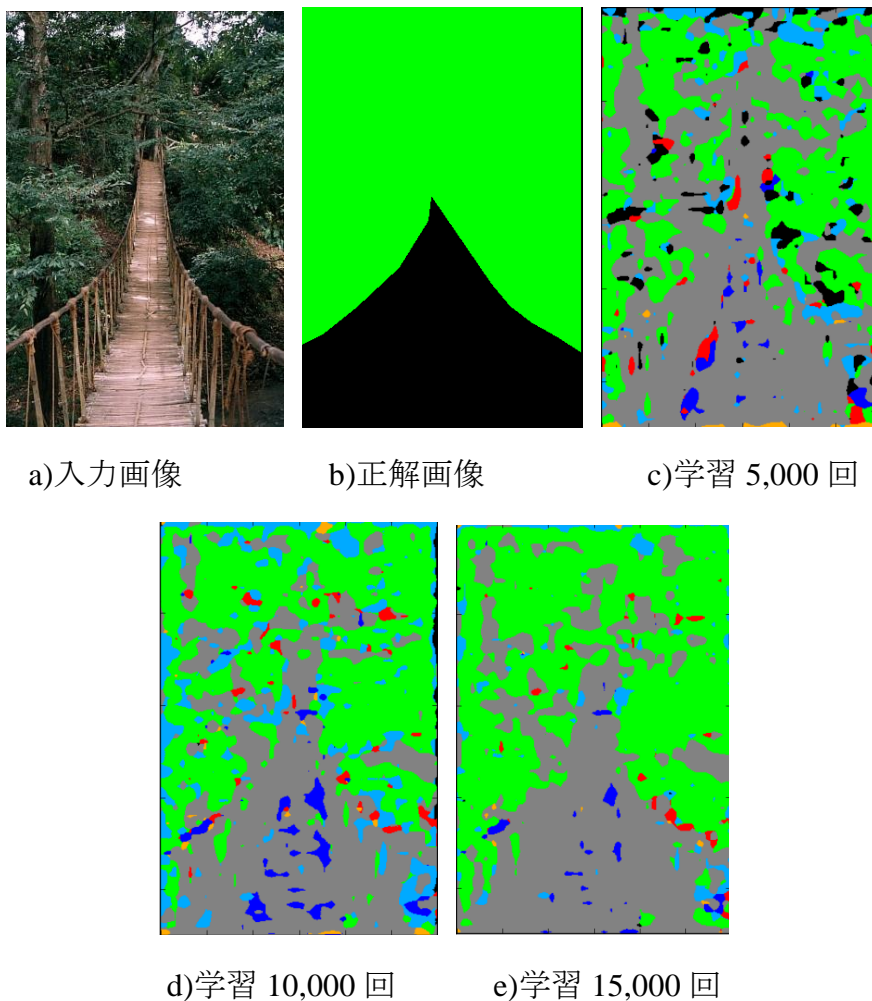 a)入力画像
b)正解画像
c)学習 5,000 回
d)学習 10,000 回
e)学習 15,000 回